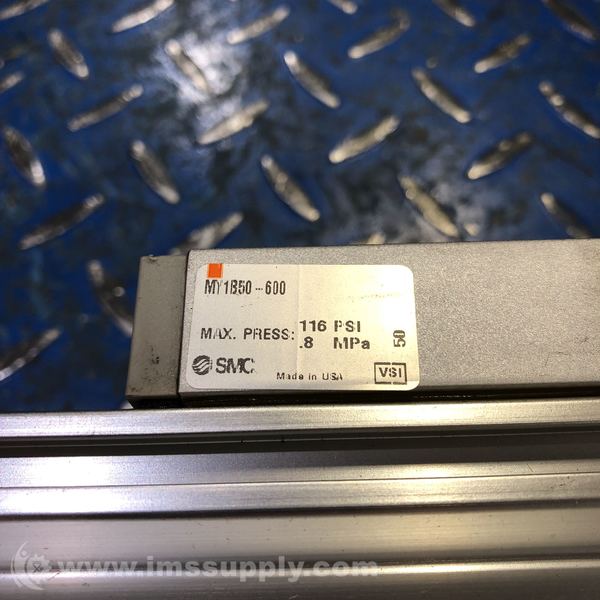 MY1B50-600
MAX. PRESS: 116 PSI
.8 MPa
50
SMC
Made in USA
VSI
www.imssupply.com